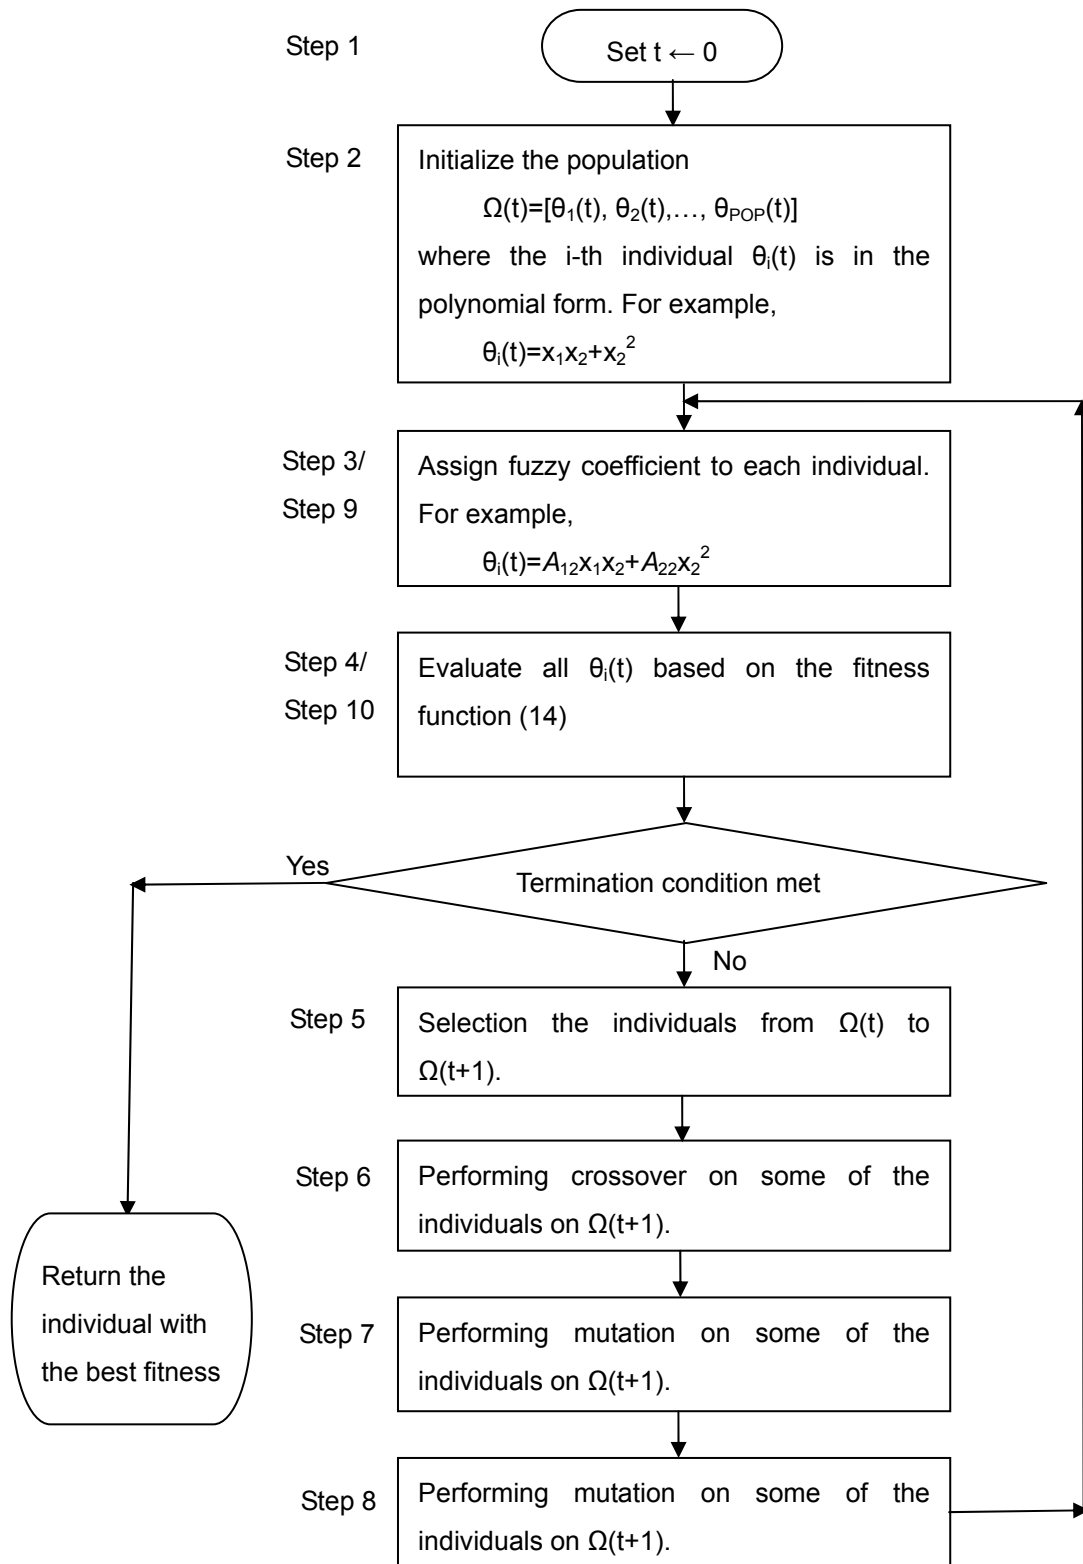 Step 1
Set t ← 0
Step 2
Initialize the population
Ω(t)=[θ₁(t), θ₂(t),…, θPOP(t)]
where the i-th individual θᵢ(t) is in the
polynomial form. For example,
θᵢ(t)=x₁x₂+x₂²
Step 3/
Step 9
Assign fuzzy coefficient to each individual.
For example,
θᵢ(t)=A₁₂x₁x₂+A₂₂x₂²
Step 4/
Step 10
Evaluate all θᵢ(t) based on the fitness
function (14)
Termination condition met
Yes
No
Step 5
Selection the individuals from Ω(t) to
Ω(t+1).
Step 6
Performing crossover on some of the
individuals on Ω(t+1).
Return the
individual with
the best fitness
Step 7
Performing mutation on some of the
individuals on Ω(t+1).
Step 8
Performing mutation on some of the
individuals on Ω(t+1).